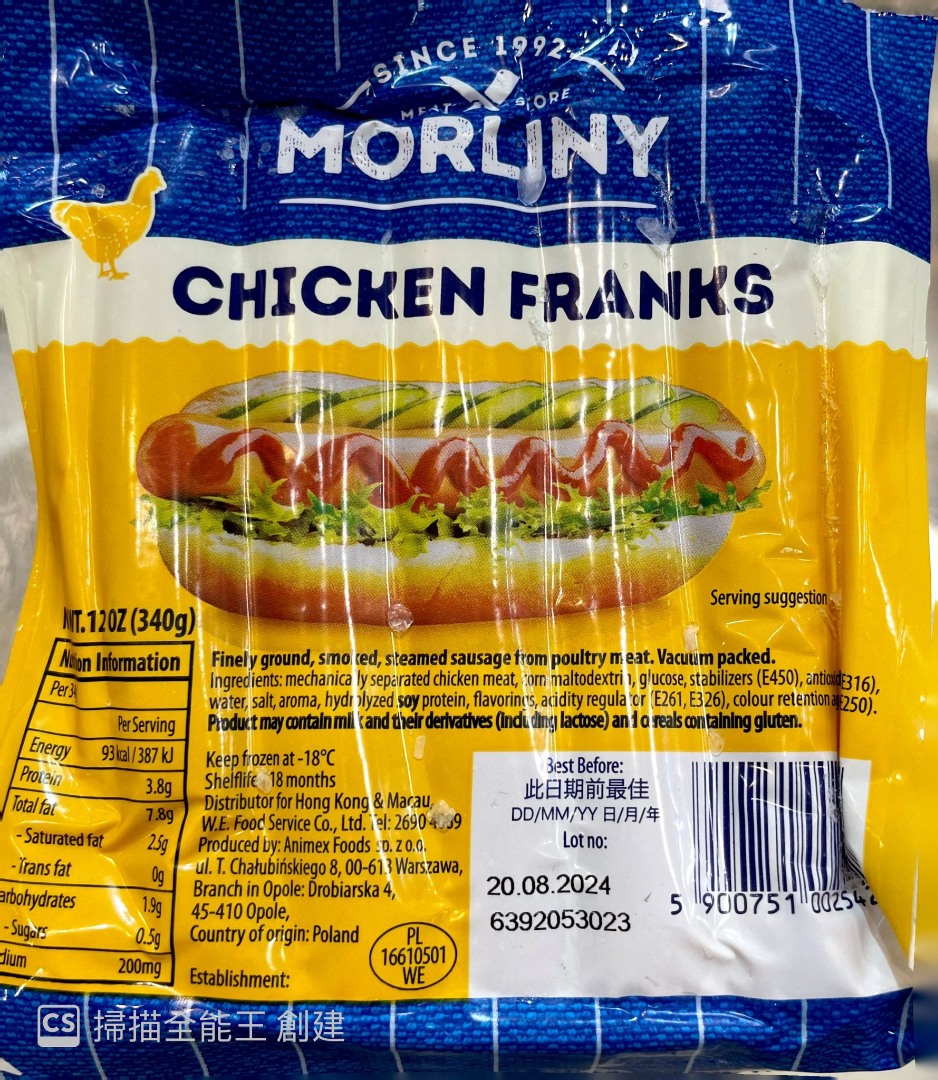 SINCE 1992
MEAT STORE
MORLINY
CHICKEN FRANKS
Serving suggestion
WT.12OZ (340g)
Information
Per
Per Serving
Energy 93 kcal / 387 kJ
Protein 3.8g
Total fat 7.8g
- Saturated fat 2.5g
- Trans fat 0g
arbohydrates 1.9g
- Sugars 0.5g
dium 200mg
Finely ground, smoked, steamed sausage from poultry meat. Vacuum packed.
Ingredients: mechanically separated chicken meat, corn maltodextrin, glucose, stabilizers (E450), E316),
water, salt, aroma, hydrolyzed soy protein, flavorings, acidity regulator (E261, E326), colour retention E250).
Product may contain milk and their derivatives (including lactose) and cereals containing gluten.
Keep frozen at -18°C
Shelflife 18 months
Distributor for Hong Kong & Macau,
W.E. Food Service Co., Ltd. Tel: 2690
Produced by: Animex Foods sp. z o.o.
ul. T. Chałubińskiego 8, 00-613 Warszawa,
Branch in Opole: Drobiarska 4,
45-410 Opole,
Country of origin: Poland
Establishment:
PL
16610501
WE
Best Before:
此日期前最佳
DD/MM/YY 日/月/年
Lot no:
20.08.2024
6392053023
5 900751 002542
CS 掃描全能王 創建